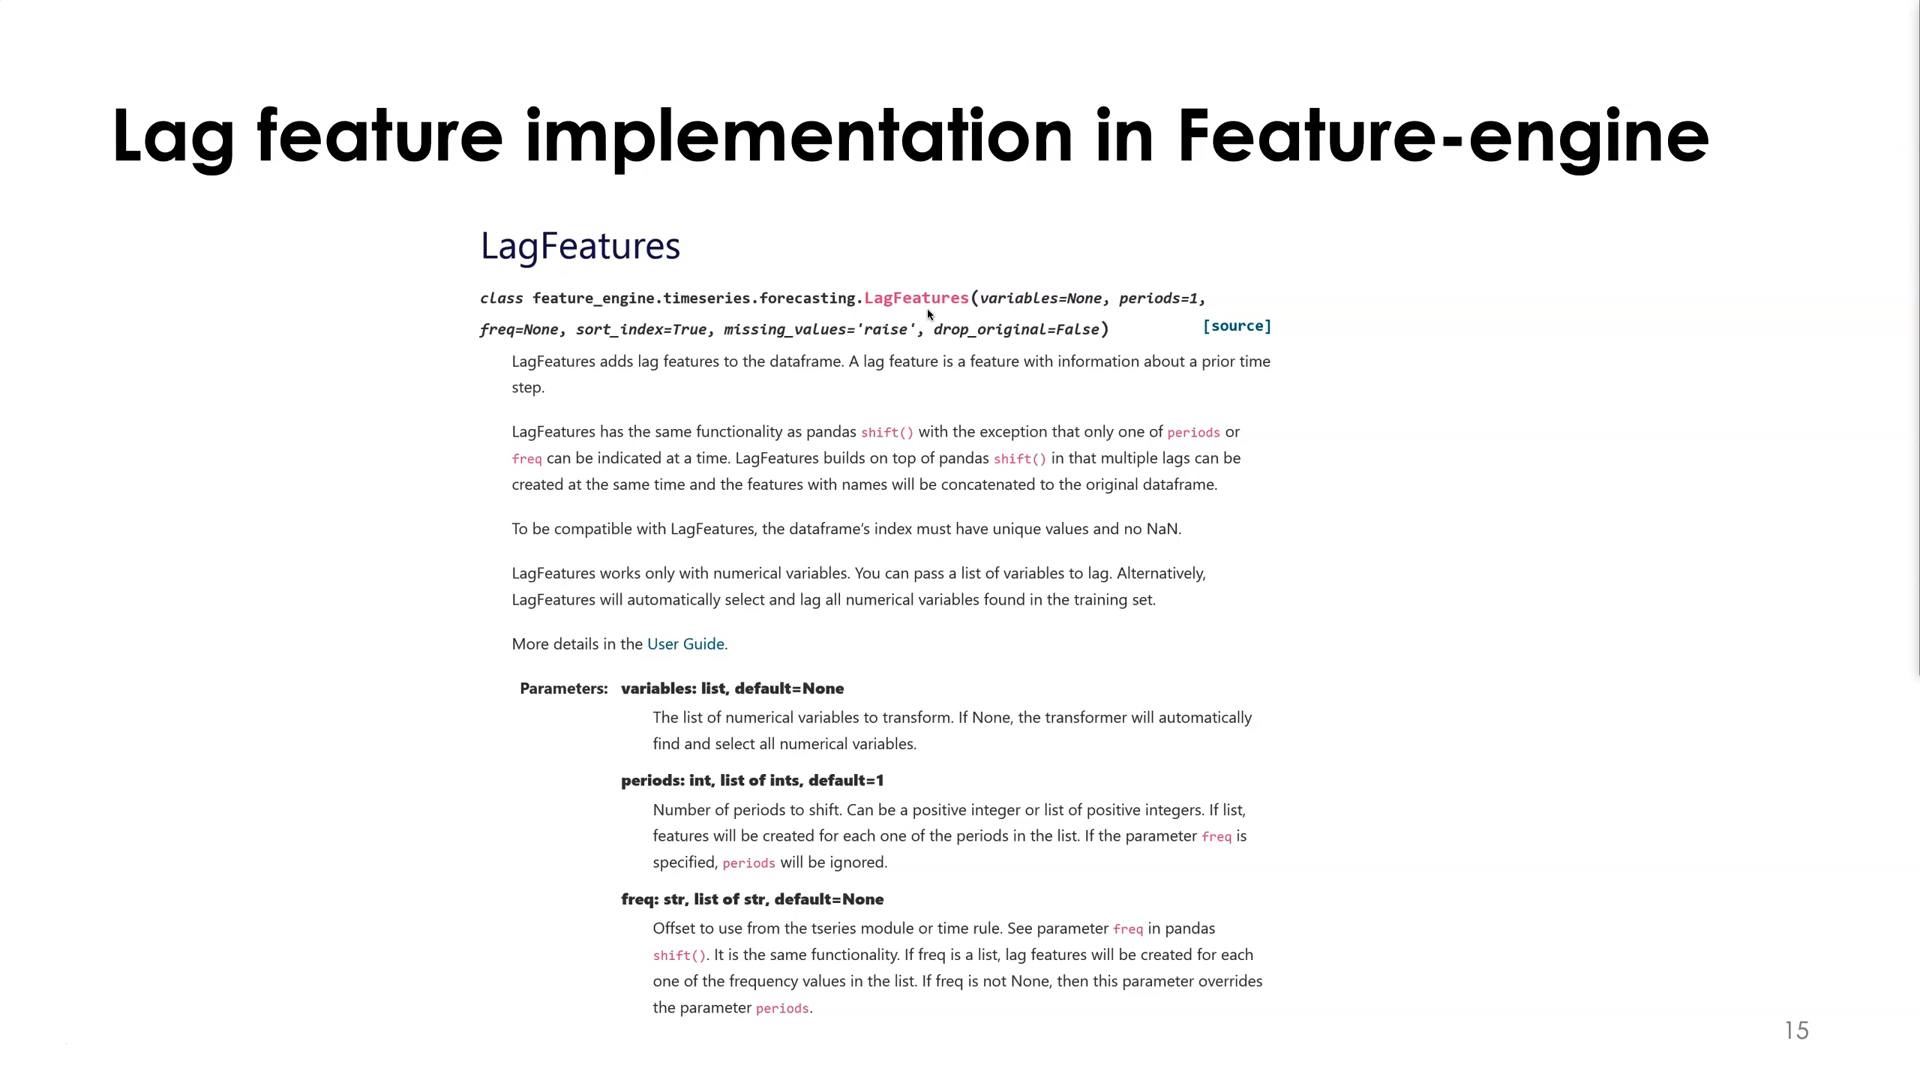 Lag feature implementation in Feature-engine
LagFeatures
class feature_engine.timeseries.forecasting.LagFeatures(variables=None, periods=1,
freq=None, sort_index=True, missing_values='raise', drop_original=False) [source]
LagFeatures adds lag features to the dataframe. A lag feature is a feature with information about a prior time
step.
LagFeatures has the same functionality as pandas shift() with the exception that only one of periods or
freq can be indicated at a time. LagFeatures builds on top of pandas shift() in that multiple lags can be
created at the same time and the features with names will be concatenated to the original dataframe.
To be compatible with LagFeatures, the dataframe's index must have unique values and no NaN.
LagFeatures works only with numerical variables. You can pass a list of variables to lag. Alternatively,
LagFeatures will automatically select and lag all numerical variables found in the training set.
More details in the User Guide.
Parameters: variables: list, default=None
The list of numerical variables to transform. If None, the transformer will automatically
find and select all numerical variables.
periods: int, list of ints, default=1
Number of periods to shift. Can be a positive integer or list of positive integers. If list,
features will be created for each one of the periods in the list. If the parameter freq is
specified, periods will be ignored.
freq: str, list of str, default=None
Offset to use from the tseries module or time rule. See parameter freq in pandas
shift(). It is the same functionality. If freq is a list, lag features will be created for each
one of the frequency values in the list. If freq is not None, then this parameter overrides
the parameter periods.
15